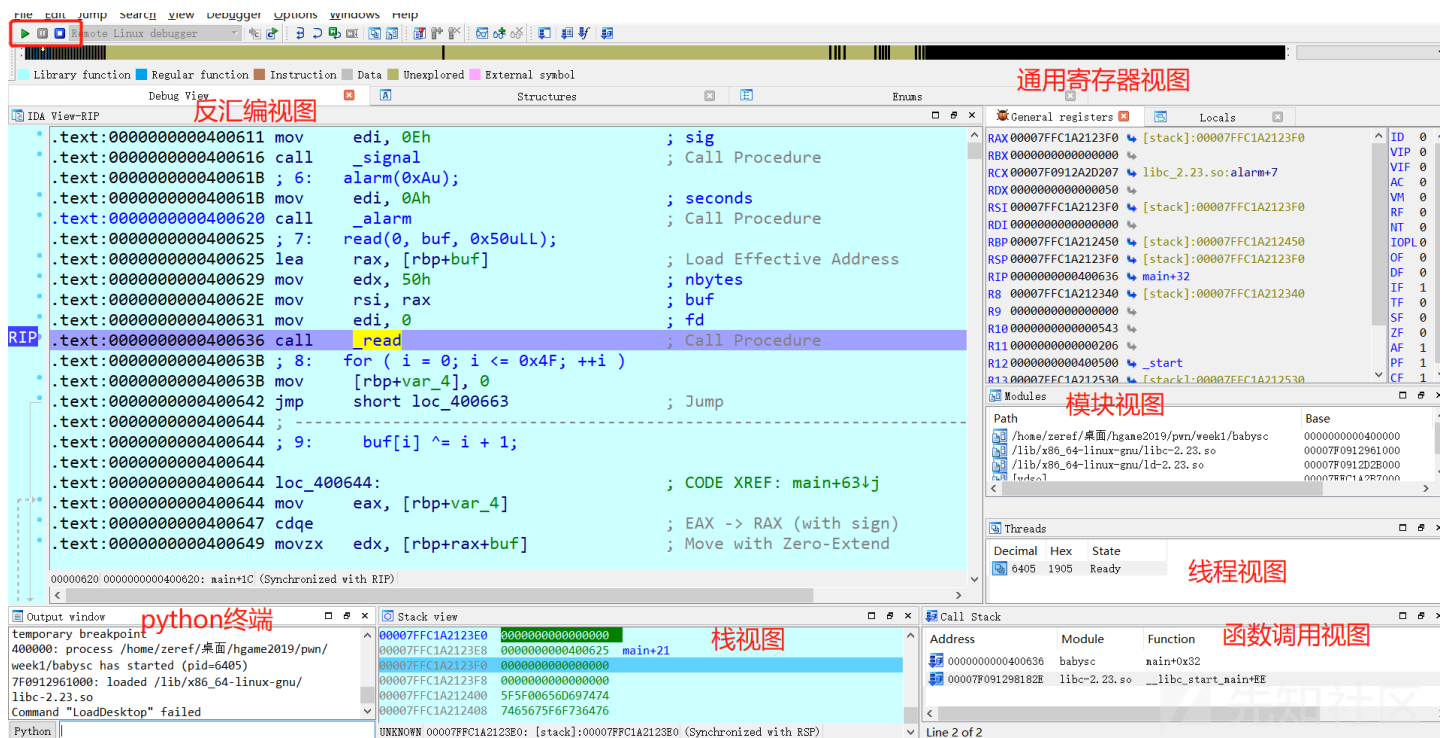 File Edit Jump Search View Debugger Options Windows Help
Remote Linux debugger
Library function Regular function Instruction Data Unexplored External symbol
通用寄存器视图
Debug View Structures Enums
反汇编视图
IDA View-RIP
.text:0000000000400611 mov edi, 0Eh ; sig
.text:0000000000400616 call _signal ; Call Procedure
.text:000000000040061B ; 6: alarm(0xAu);
.text:000000000040061B mov edi, 0Ah ; seconds
.text:0000000000400620 call _alarm ; Call Procedure
.text:0000000000400625 ; 7: read(0, buf, 0x50uLL);
.text:0000000000400625 lea rax, [rbp+buf] ; Load Effective Address
.text:0000000000400629 mov edx, 50h ; nbytes
.text:000000000040062E mov rsi, rax ; buf
.text:0000000000400631 mov edi, 0 ; fd
RIP .text:0000000000400636 call _read ; Call Procedure
.text:000000000040063B ; 8: for ( i = 0; i <= 0x4F; ++i )
.text:000000000040063B mov [rbp+var_4], 0
.text:0000000000400642 jmp short loc_400663 ; Jump
.text:0000000000400644 ; ---------------------------------------------------------------------------
.text:0000000000400644 ; 9: buf[i] ^= i + 1;
.text:0000000000400644
.text:0000000000400644 loc_400644: ; CODE XREF: main+63↓j
.text:0000000000400644 mov eax, [rbp+var_4]
.text:0000000000400647 cdqe ; EAX -> RAX (with sign)
.text:0000000000400649 movzx edx, [rbp+rax+buf] ; Move with Zero-Extend
00000620 0000000000400620: main+1C (Synchronized with RIP)
General registers Locals
RAX 00007FFC1A2123F0 [stack]:00007FFC1A2123F0
RBX 0000000000000000
RCX 00007F0912A2D207 libc_2.23.so:alarm+7
RDX 0000000000000050
RSI 00007FFC1A2123F0 [stack]:00007FFC1A2123F0
RDI 0000000000000000
RBP 00007FFC1A212450 [stack]:00007FFC1A212450
RSP 00007FFC1A2123F0 [stack]:00007FFC1A2123F0
RIP 0000000000400636 main+32
R8 00007FFC1A212340 [stack]:00007FFC1A212340
R9 0000000000000000
R10 0000000000000543
R11 0000000000000206
R12 0000000000400500 _start
R13 00007FFC1A212530 [stack]:00007FFC1A212530
ID 0
VIP 0
VIF 0
AC 0
VM 0
RF 0
NT 0
IOPL 0
OF 0
DF 0
IF 1
TF 0
SF 0
ZF 0
AF 1
PF 1
CF 1
Modules
模块视图
Path Base
/home/zeref/桌面/hgame2019/pwn/week1/babysc 0000000000400000
/lib/x86_64-linux-gnu/libc-2.23.so 00007F0912961000
/lib/x86_64-linux-gnu/ld-2.23.so 00007F0912D2B000
[vdso] 00007FFC1A2B7000
Threads
Decimal Hex State
6405 1905 Ready
线程视图
Output window
python终端
temporary breakpoint
400000: process /home/zeref/桌面/hgame2019/pwn/
week1/babysc has started (pid=6405)
7F0912961000: loaded /lib/x86_64-linux-gnu/
libc-2.23.so
Command "LoadDesktop" failed
Python
Stack view
栈视图
00007FFC1A2123E0 0000000000000000
00007FFC1A2123E8 0000000000400625 main+21
00007FFC1A2123F0 0000000000000000
00007FFC1A2123F8 0000000000000000
00007FFC1A212400 5F5F00656D697474
00007FFC1A212408 7465675F6F736476
UNKNOWN 00007FFC1A2123E0: [stack]:00007FFC1A2123E0 (Synchronized with RSP)
Call Stack
函数调用视图
Address Module Function
0000000000400636 babysc main+0x32
00007F091298182E libc-2.23.so __libc_start_main+EE
先知社区
Line 2 of 2